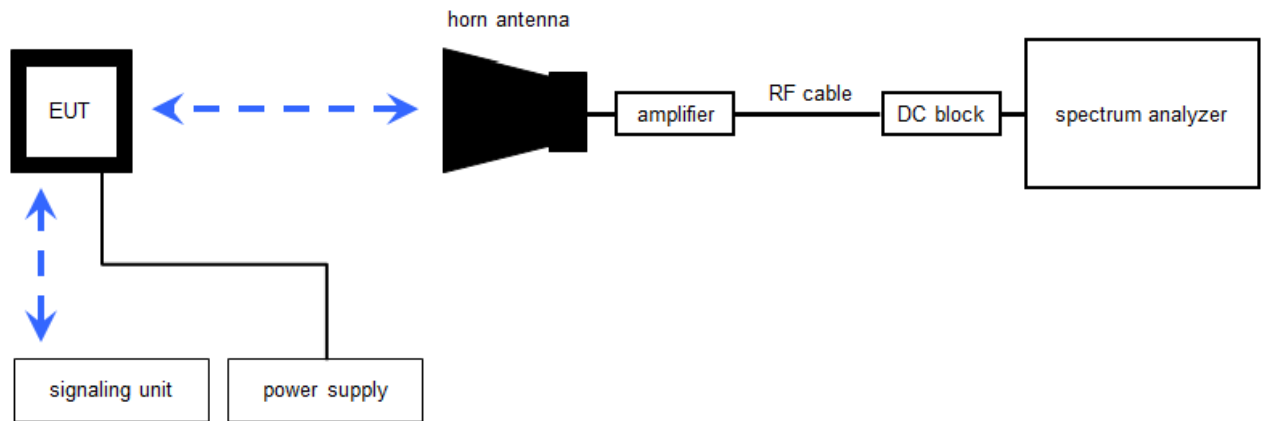 horn antenna
EUT
amplifier
RF cable
DC block
spectrum analyzer
signaling unit
power supply